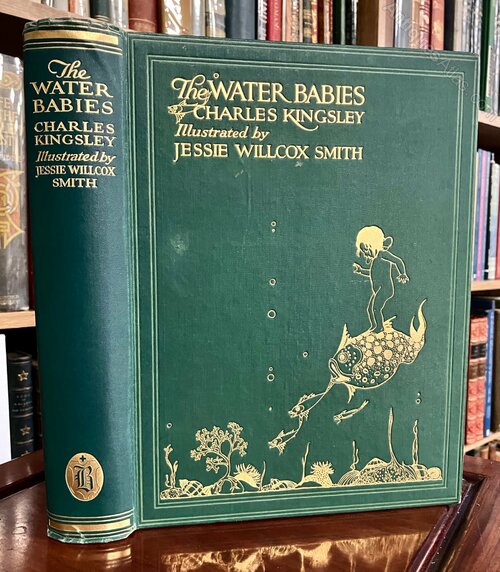 The
WATER
BABIES
CHARLES
KINGSLEY
Illustrated by
JESSIE WILLCOX
SMITH
B
The WATER BABIES
CHARLES KINGSLEY
Illustrated by
JESSIE WILLCOX SMITH